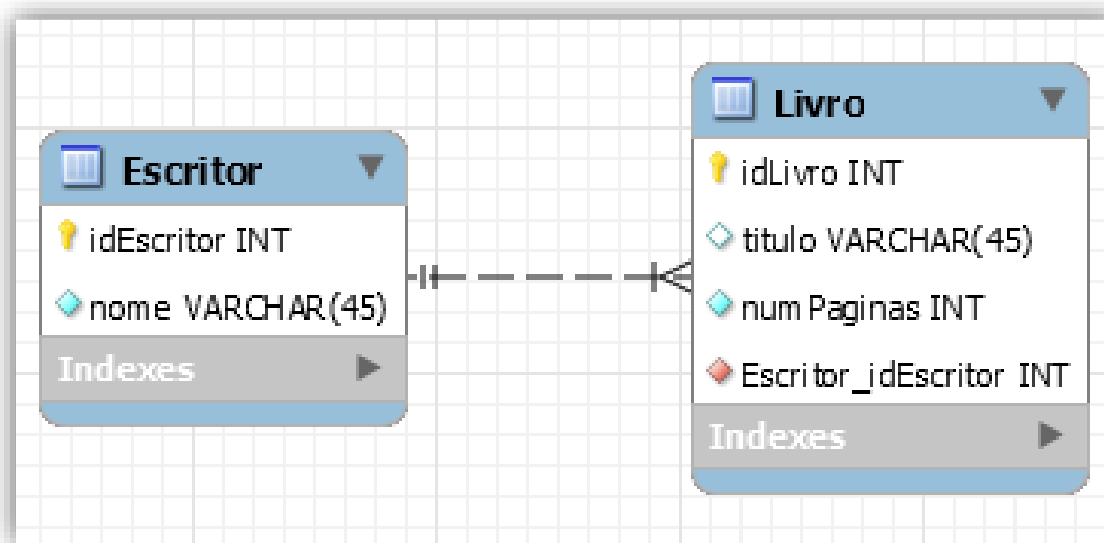 Escritor
idEscritor INT
nome VARCHAR(45)
Indexes
Livro
idLivro INT
titulo VARCHAR(45)
numPaginas INT
Escritor_idEscritor INT
Indexes